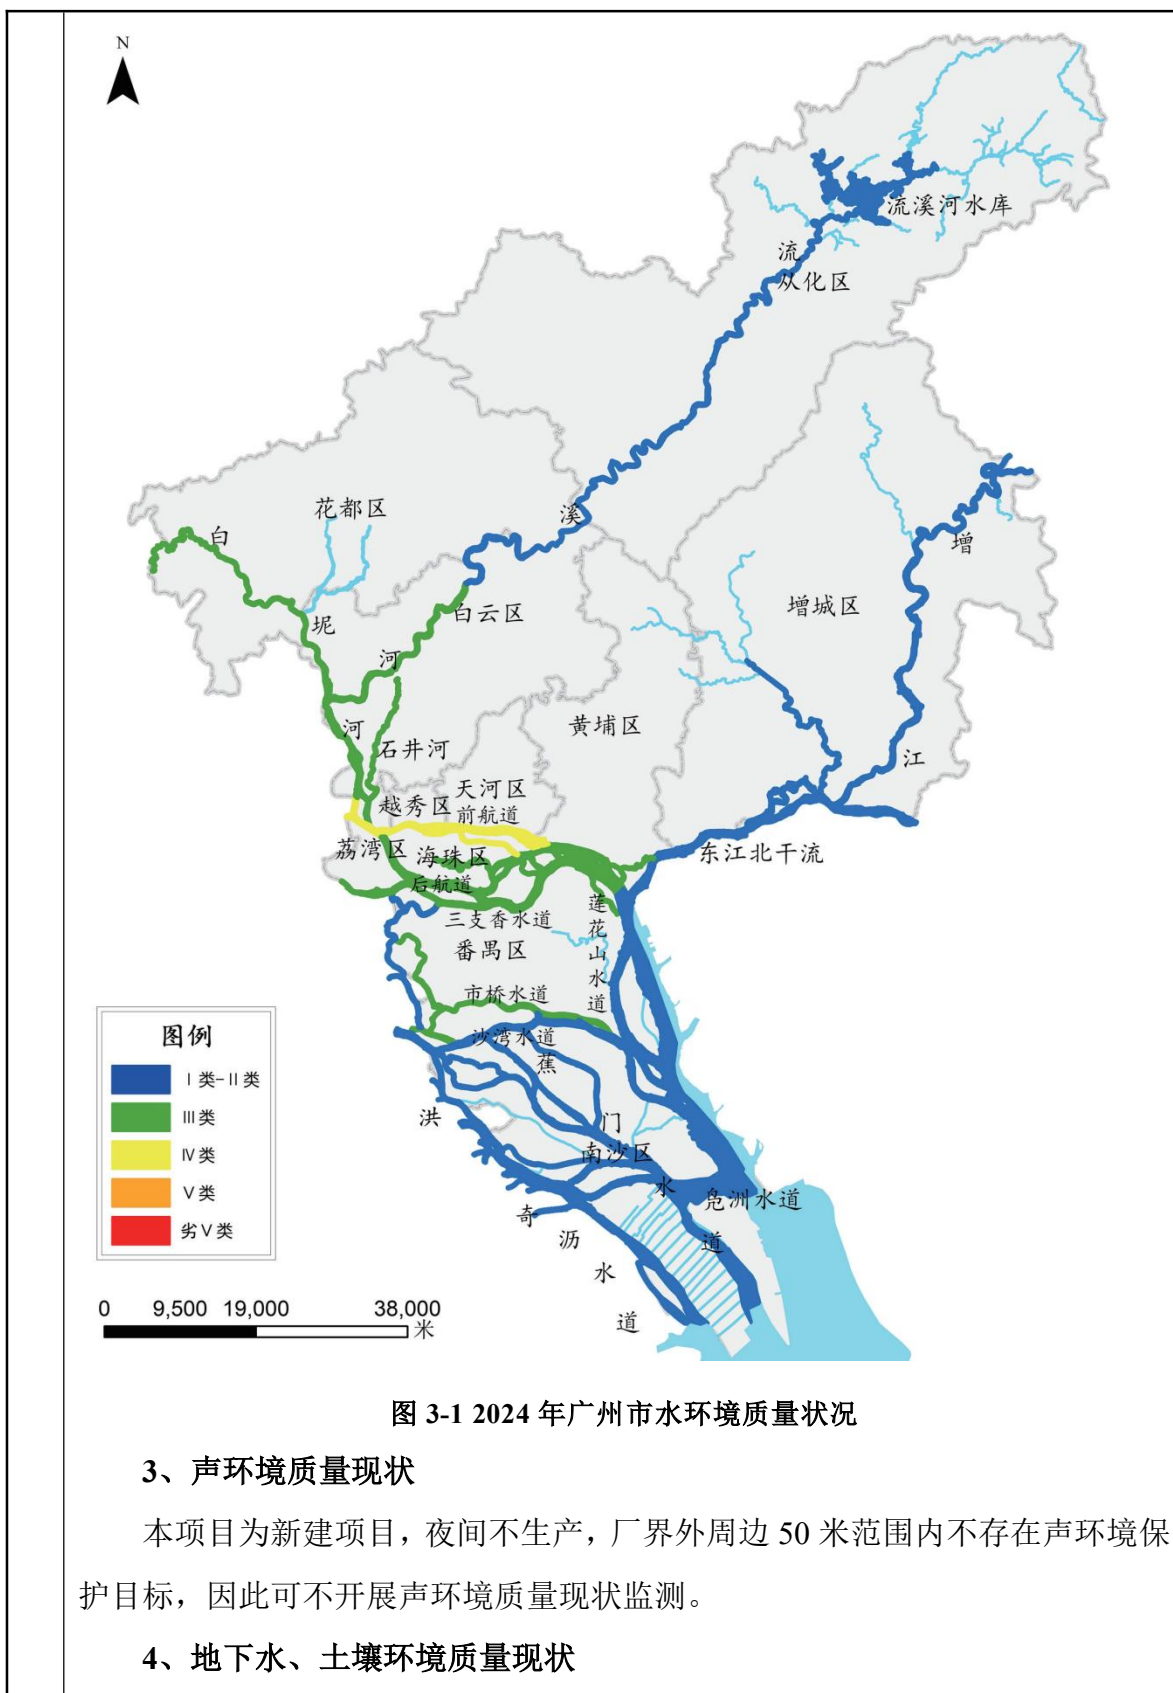 N
流溪河水库
流
从化区
花都区
溪
白
增
坭
白云区
增城区
河
河
石井河
黄埔区
江
天河区
越秀区
前航道
荔湾区
海珠区
东江北干流
后航道
三支香水道
莲花山水道
番禺区
市桥水道
沙湾水道
蕉
门
水
道
洪
奇
沥
水
道
南沙区
凫洲水道
图例
Ⅰ类-Ⅱ类
Ⅲ类
Ⅳ类
Ⅴ类
劣Ⅴ类
0 9,500 19,000 38,000
米
图 3-1 2024 年广州市水环境质量状况
3、声环境质量现状
本项目为新建项目，夜间不生产，厂界外周边 50 米范围内不存在声环境保
护目标，因此可不开展声环境质量现状监测。
4、地下水、土壤环境质量现状